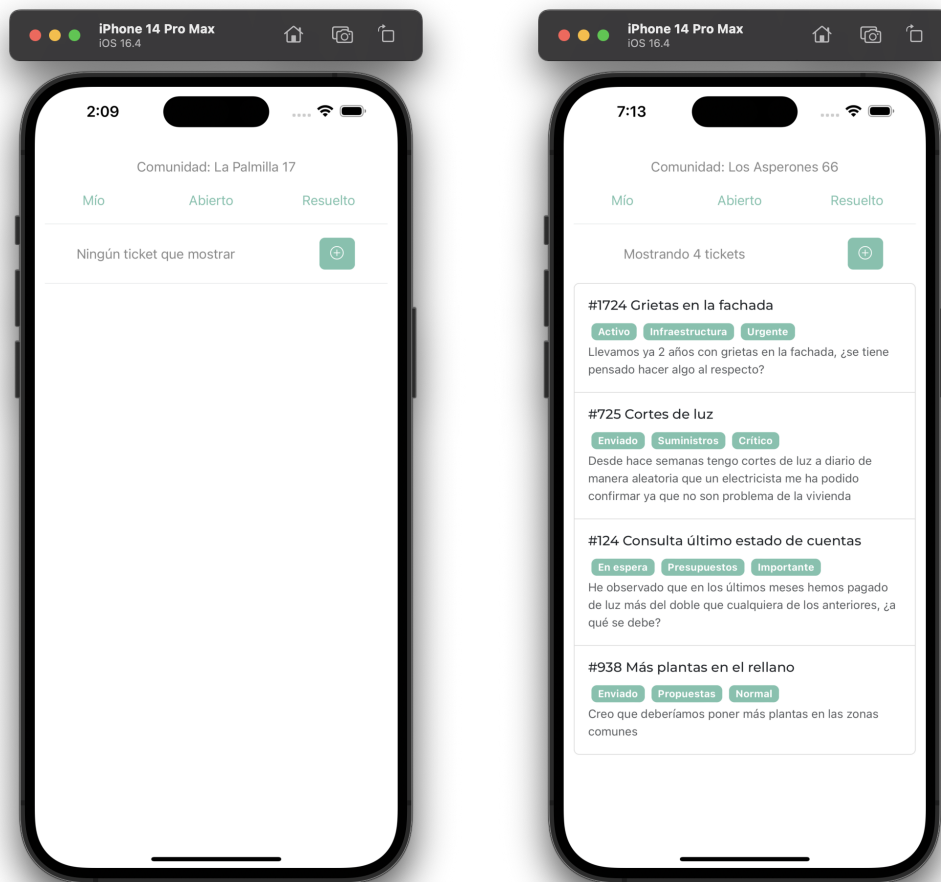 iPhone 14 Pro Max
iOS 16.4
2:09
Comunidad: La Palmilla 17
Mío Abierto Resuelto
Ningún ticket que mostrar
iPhone 14 Pro Max
iOS 16.4
7:13
Comunidad: Los Asperones 66
Mío Abierto Resuelto
Mostrando 4 tickets
#1724 Grietas en la fachada
Activo Infraestructura Urgente
Llevamos ya 2 años con grietas en la fachada, ¿se tiene
pensado hacer algo al respecto?
#725 Cortes de luz
Enviado Suministros Crítico
Desde hace semanas tengo cortes de luz a diario de
manera aleatoria que un electricista me ha podido
confirmar ya que no son problema de la vivienda
#124 Consulta último estado de cuentas
En espera Presupuestos Importante
He observado que en los últimos meses hemos pagado
de luz más del doble que cualquiera de los anteriores, ¿a
qué se debe?
#938 Más plantas en el rellano
Enviado Propuestas Normal
Creo que deberíamos poner más plantas en las zonas
comunes